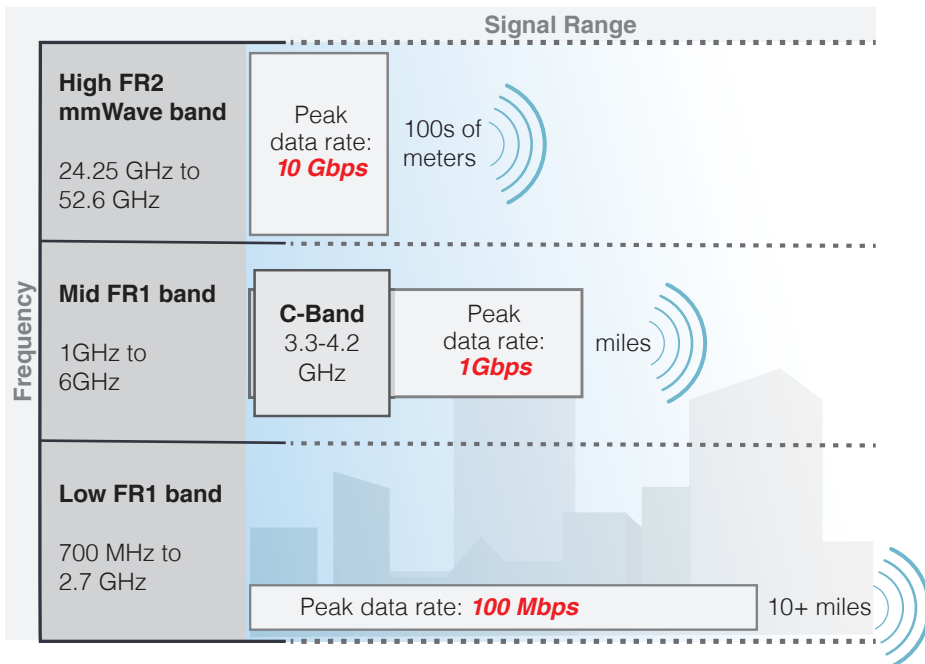 Signal Range
Frequency
High FR2
mmWave band
24.25 GHz to
52.6 GHz
Peak
data rate:
10 Gbps
100s of
meters
Mid FR1 band
1GHz to
6GHz
C-Band
3.3-4.2
GHz
Peak
data rate:
1Gbps
miles
Low FR1 band
700 MHz to
2.7 GHz
Peak data rate: 100 Mbps
10+ miles